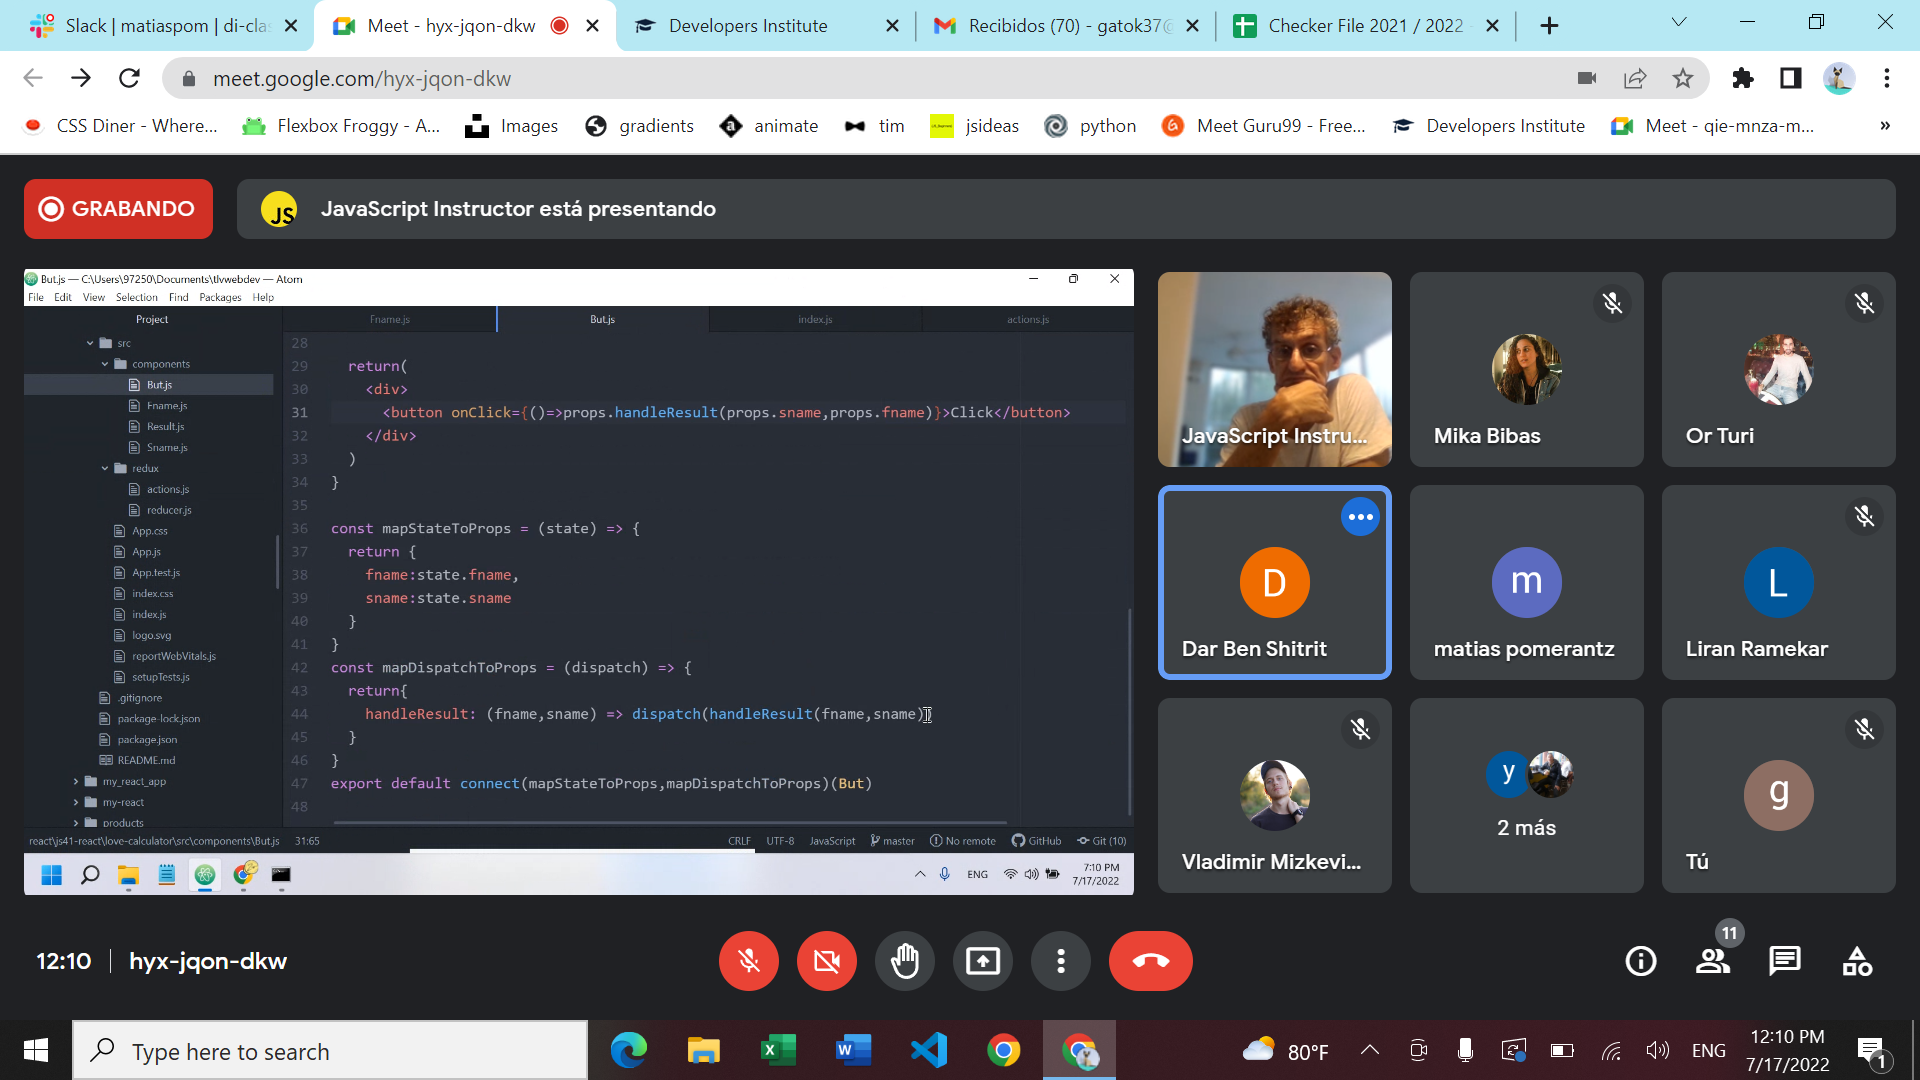 Slack | matiaspom | di-clas
Meet - hyx-jqon-dkw
Developers Institute
Recibidos (70) - gatok37@
Checker File 2021 / 2022 -
meet.google.com/hyx-jqon-dkw
CSS Diner - Where...
Flexbox Froggy - A...
Images
gradients
animate
tim
jsideas
python
Meet Guru99 - Free...
Developers Institute
Meet - qie-mnza-m...
»
GRABANDO
JS
JavaScript Instructor está presentando
But.js — C:\Users\97250\Documents\tlvwebdev — Atom
File Edit View Selection Find Packages Help
Project
Fname.js
But.js
index.js
actions.js
src
components
But.js
Fname.js
Result.js
Sname.js
redux
actions.js
reducer.js
App.css
App.js
App.test.js
index.css
index.js
logo.svg
reportWebVitals.js
setupTests.js
.gitignore
package-lock.json
package.json
README.md
my_react_app
my-react
products
28
29 return(
30 <div>
31 <button onClick={()=>props.handleResult(props.sname,props.fname)}>Click</button>
32 </div>
33 )
34 }
35
36 const mapStateToProps = (state) => {
37 return {
38 fname:state.fname,
39 sname:state.sname
40 }
41 }
42 const mapDispatchToProps = (dispatch) => {
43 return{
44 handleResult: (fname,sname) => dispatch(handleResult(fname,sname))
45 }
46 }
47 export default connect(mapStateToProps,mapDispatchToProps)(But)
48
react\js41-react\love-calculator\src\components\But.js 31:65
CRLF UTF-8 JavaScript master No remote GitHub Git (10)
ENG
7:10 PM
7/17/2022
JavaScript Instru...
Mika Bibas
Or Turi
D
Dar Ben Shitrit
m
matias pomerantz
L
Liran Ramekar
Vladimir Mizkevi...
y
2 más
g
Tú
12:10
hyx-jqon-dkw
11
Type here to search
80°F
ENG
12:10 PM
7/17/2022
1